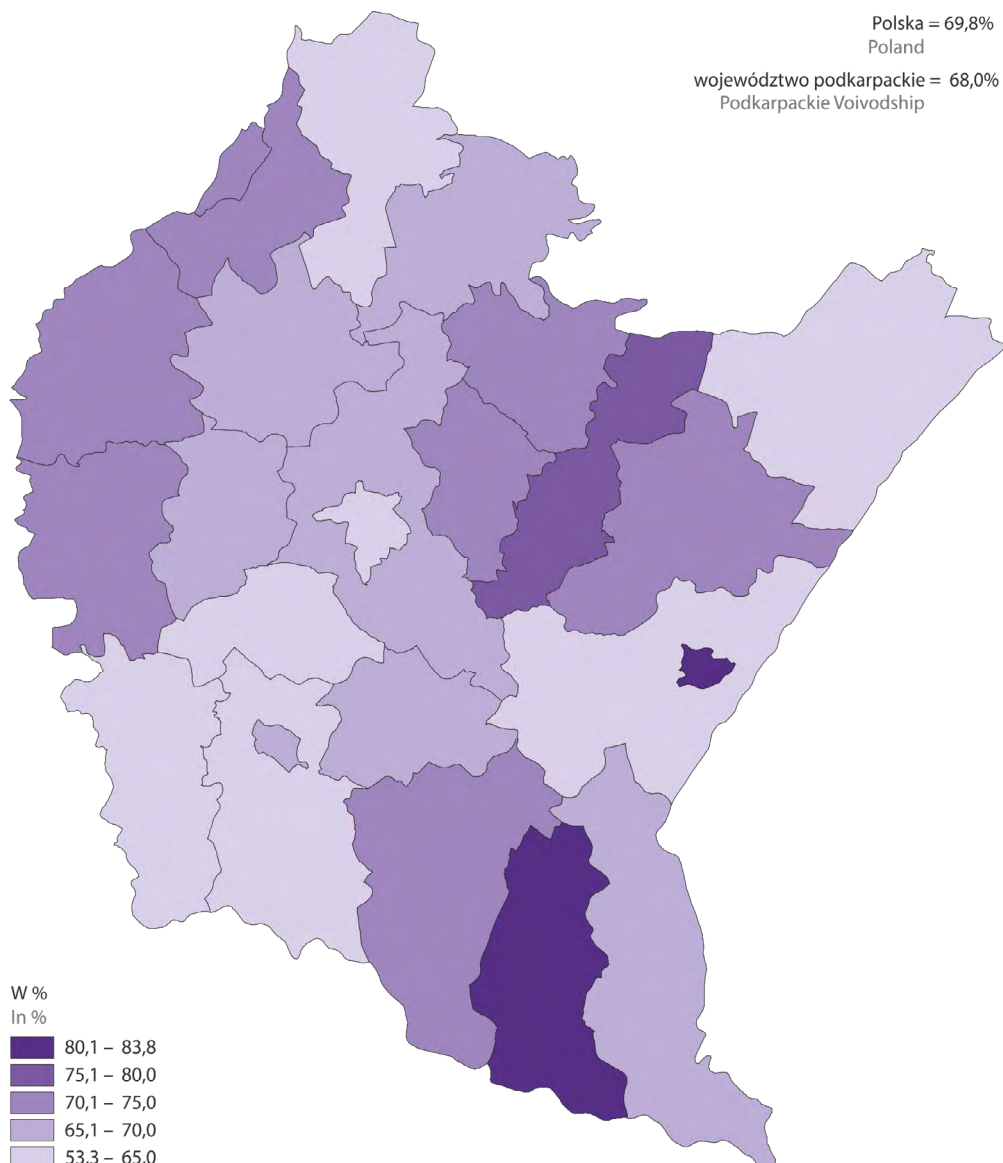 Polska = 69,8%
Poland
województwo podkarpackie = 68,0%
Podkarpackie Voivodship
W %
In %
80,1 – 83,8
75,1 – 80,0
70,1 – 75,0
65,1 – 70,0
53,3 – 65,0